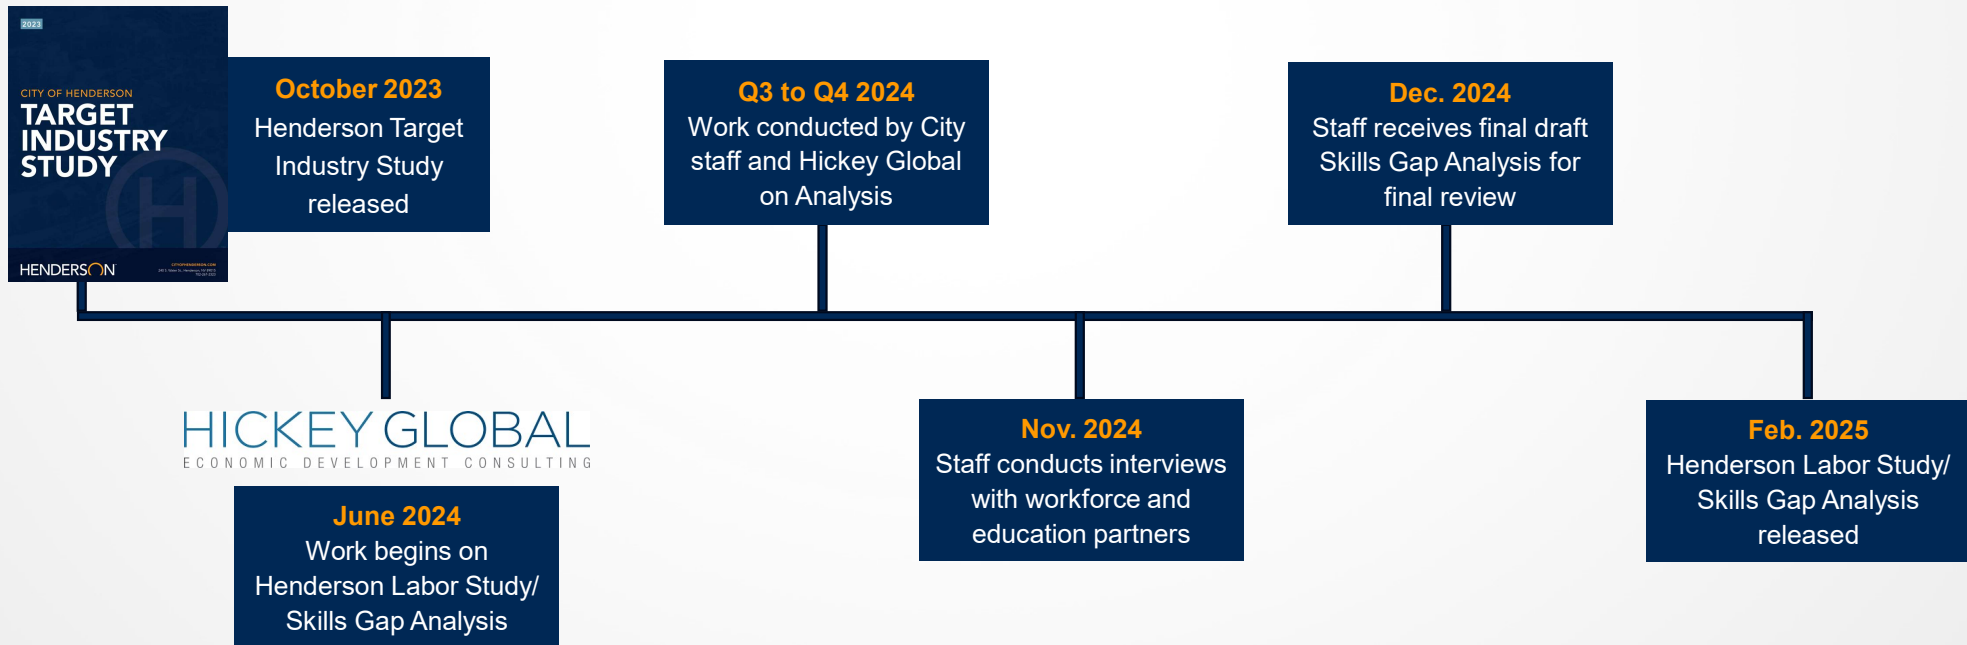 2023
CITY OF HENDERSON
TARGET
INDUSTRY
STUDY
HENDERSON
CITYOFHENDERSON.COM
October 2023
Henderson Target
Industry Study
released
HICKEY GLOBAL
ECONOMIC DEVELOPMENT CONSULTING
June 2024
Work begins on
Henderson Labor Study/
Skills Gap Analysis
Q3 to Q4 2024
Work conducted by City
staff and Hickey Global
on Analysis
Nov. 2024
Staff conducts interviews
with workforce and
education partners
Dec. 2024
Staff receives final draft
Skills Gap Analysis for
final review
Feb. 2025
Henderson Labor Study/
Skills Gap Analysis
released